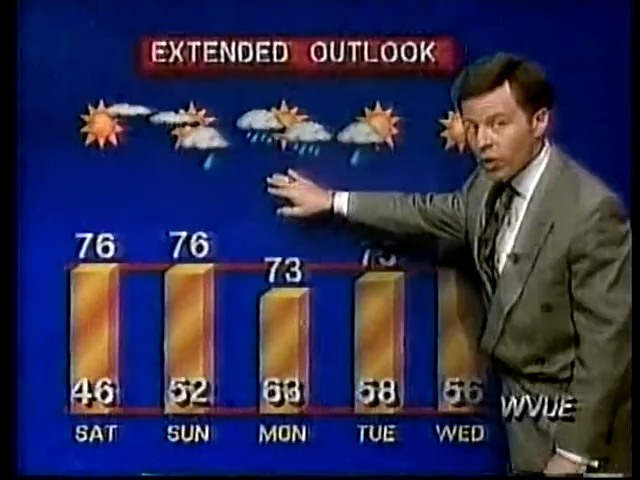 EXTENDED OUTLOOK
76 76 73
46 52 63 58 56
SAT SUN MON TUE WED
WVUE